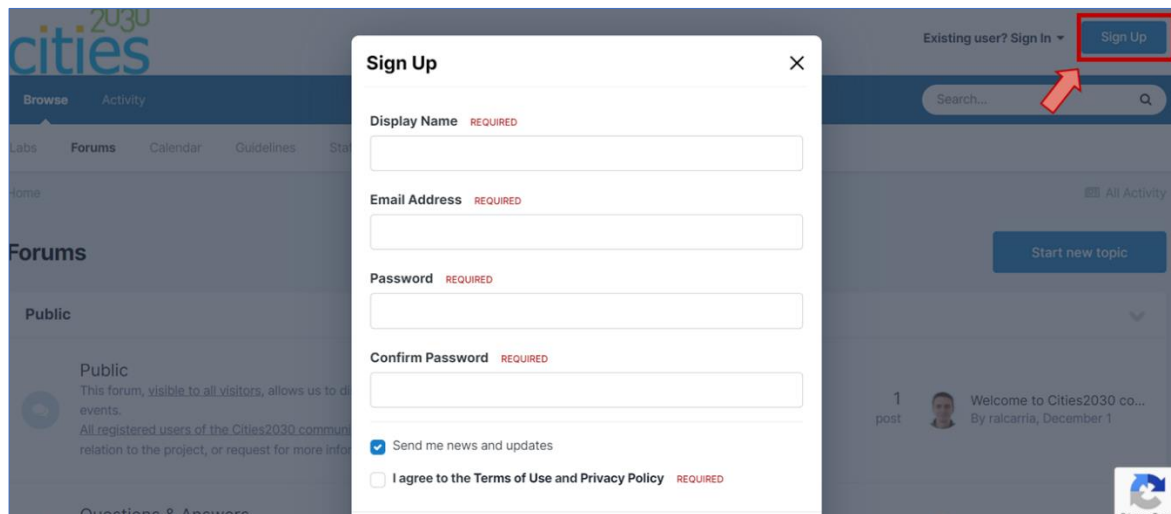 2030
cities
Existing user? Sign In
Sign Up
Sign Up
Browse
Activity
Search...
Display Name REQUIRED
Labs
Forums
Calendar
Guidelines
Home
All Activity
Email Address REQUIRED
Forums
Start new topic
Password REQUIRED
Public
Confirm Password REQUIRED
Public
This forum, visible to all visitors, allows us to
events.
All registered users of the Cities2030
relation to the project, or request for more
1
post
Welcome to Cities2030 co...
By ralcarria, December 1
Send me news and updates
I agree to the Terms of Use and Privacy Policy REQUIRED
Questions & Answers